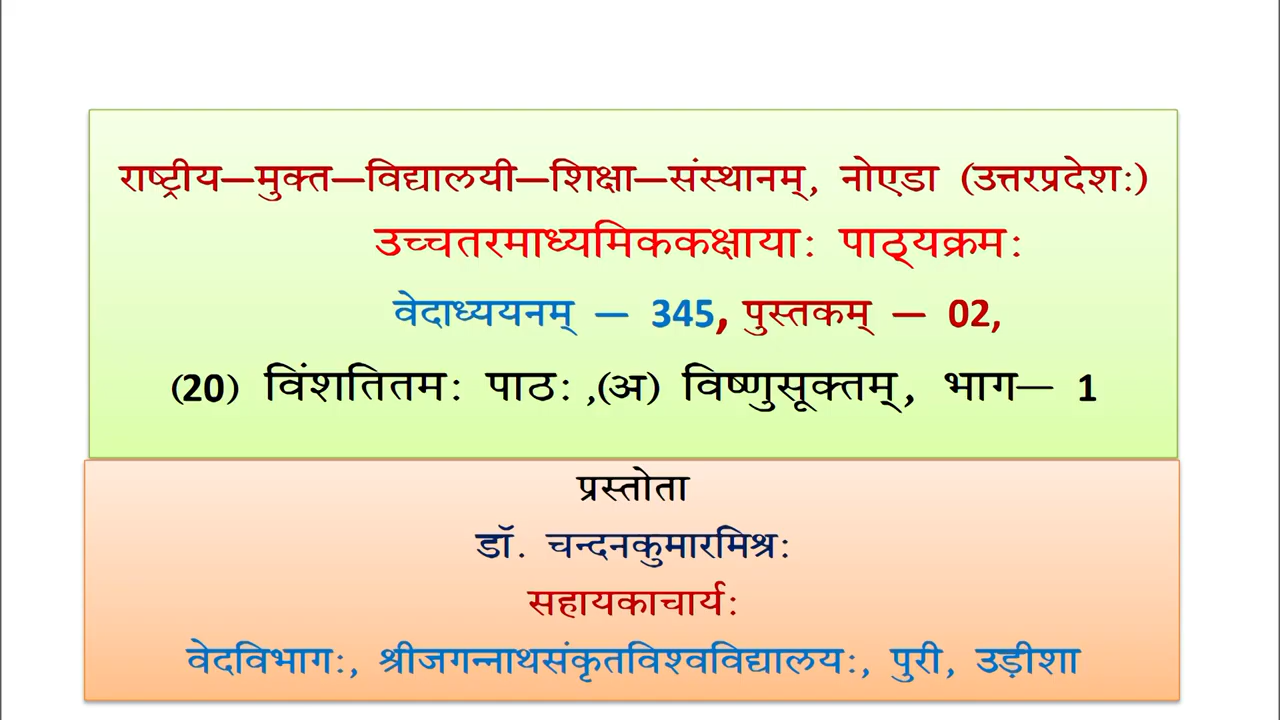 राष्ट्रीय—मुक्त—विद्यालयी—शिक्षा—संस्थानम्, नोएडा (उत्तरप्रदेशः)
उच्चतरमाध्यमिककक्षायाः पाठ्यक्रमः
वेदाध्ययनम् — 345, पुस्तकम् — 02,
(20) विंशतितमः पाठः ,(अ) विष्णुसूक्तम्, भाग— 1
प्रस्तोता
डॉ. चन्दनकुमारमिश्रः
सहायकाचार्यः
वेदविभागः, श्रीजगन्नाथसंकृतविश्वविद्यालयः, पुरी, उड़ीशा